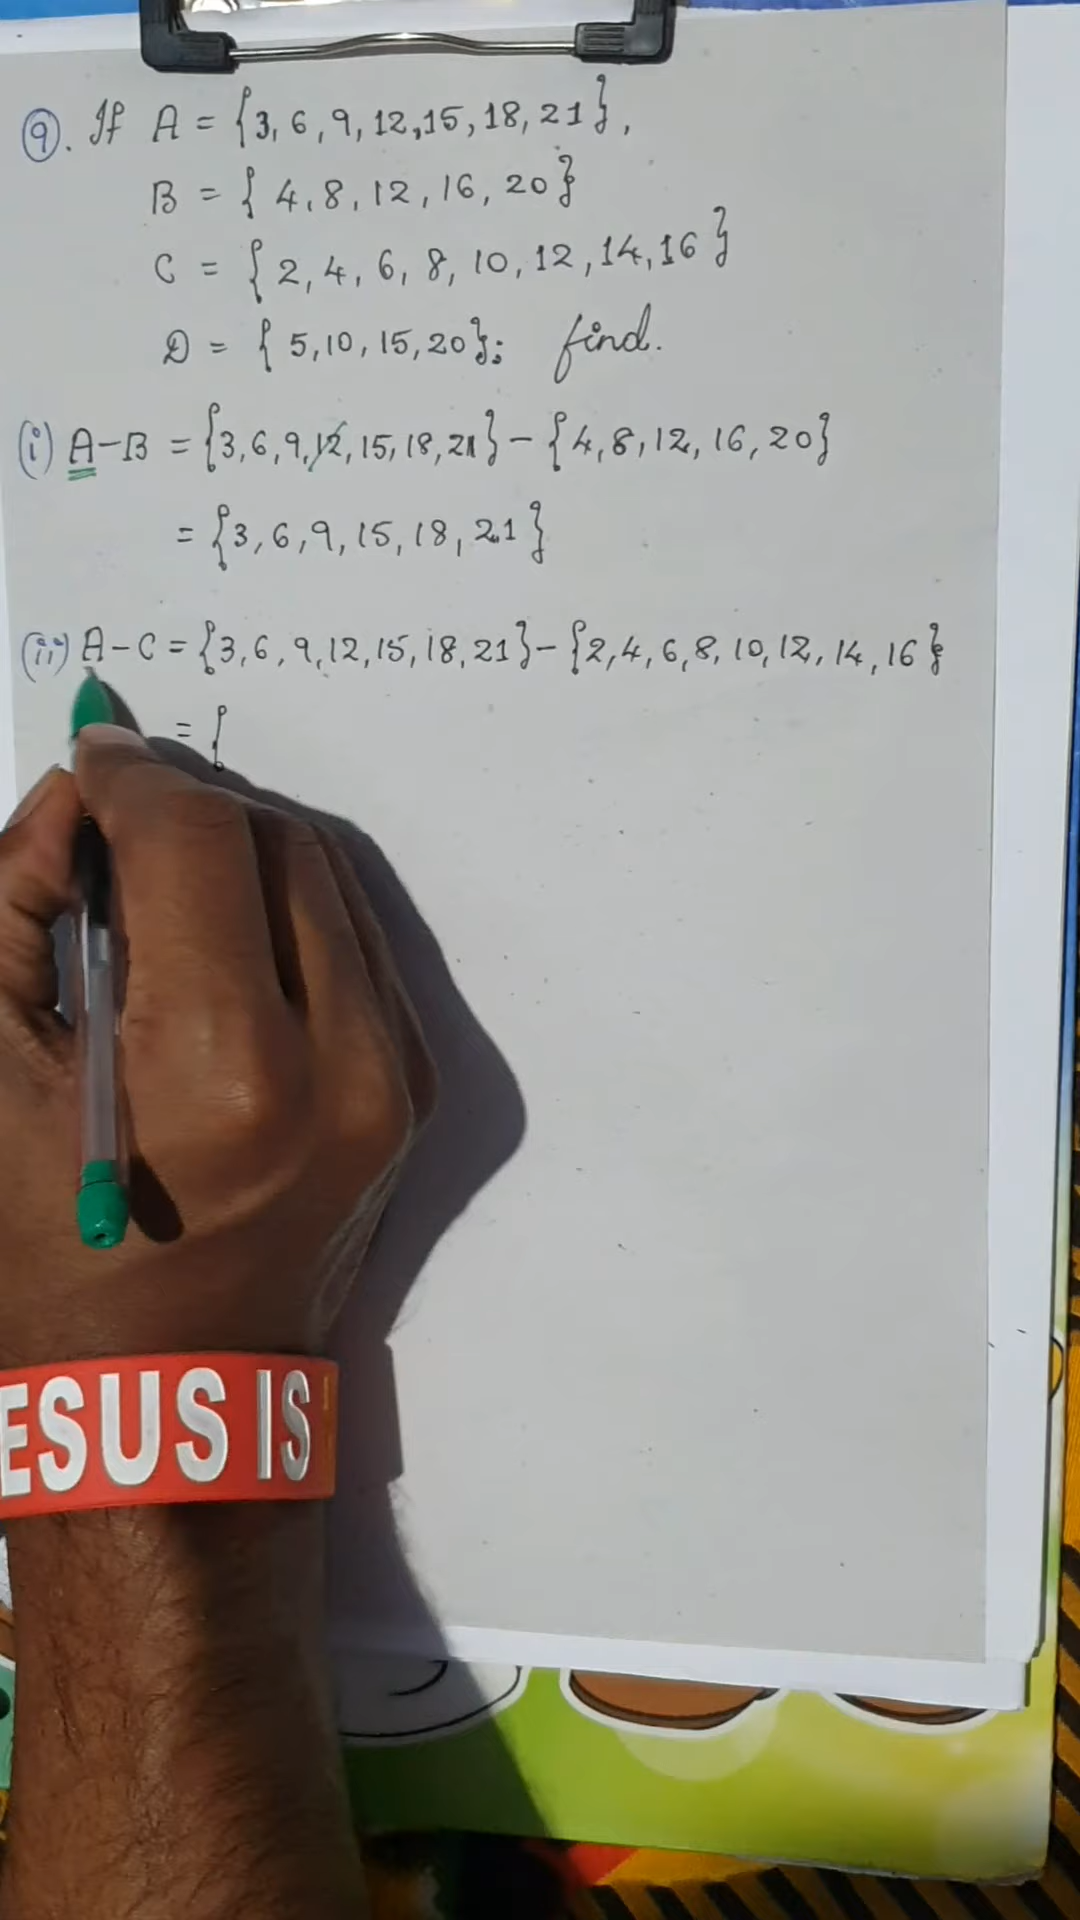 9. If A = {3, 6, 9, 12, 15, 18, 21},
B = {4, 8, 12, 16, 20}
C = {2, 4, 6, 8, 10, 12, 14, 16}
D = {5, 10, 15, 20}; find.
(i) A-B = {3, 6, 9, 12, 15, 18, 21} - {4, 8, 12, 16, 20}
= {3, 6, 9, 15, 18, 21}
(ii) A-C = {3, 6, 9, 12, 15, 18, 21} - {2, 4, 6, 8, 10, 12, 14, 16}
= {
ESUS IS